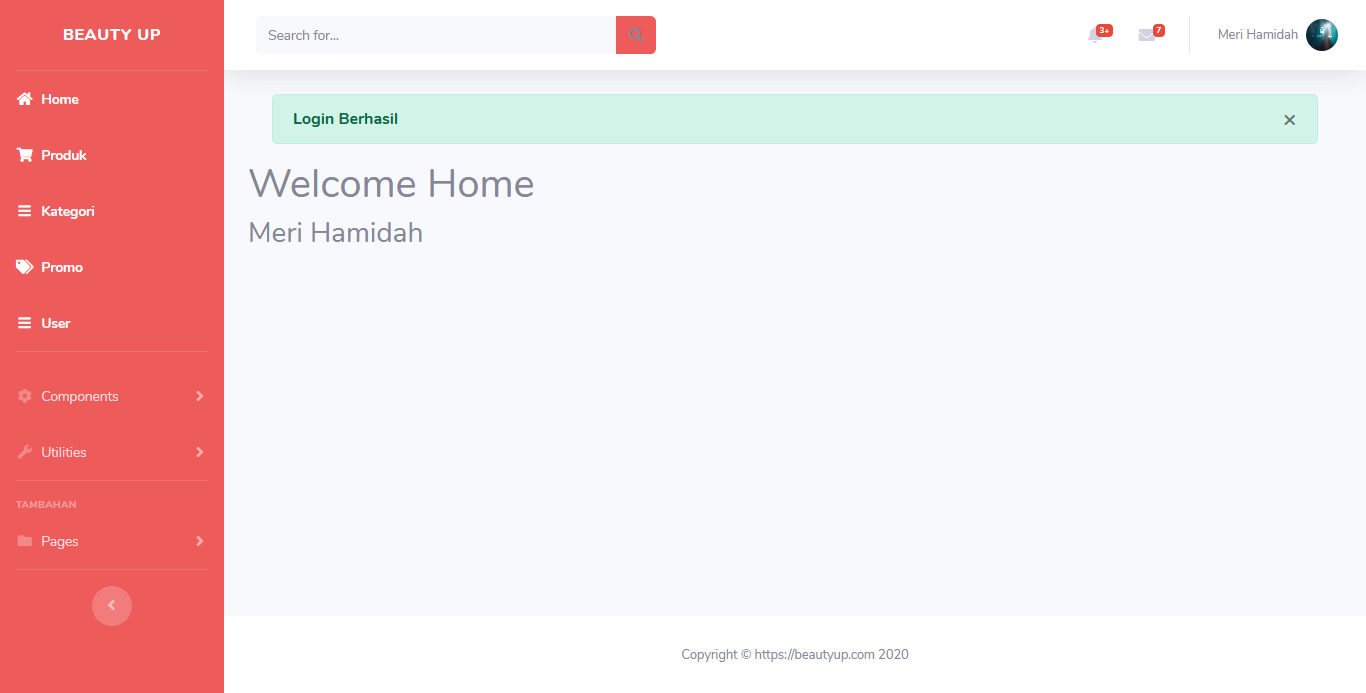 BEAUTY UP
Home
Produk
Kategori
Promo
User
Components
Utilities
TAMBAHAN
Pages
Search for...
3+
7
Meri Hamidah
Login Berhasil
×
Welcome Home
Meri Hamidah
Copyright © https://beautyup.com 2020